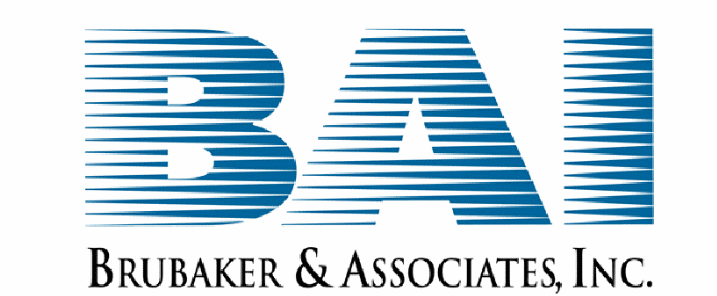 BAI
BRUBAKER & ASSOCIATES, INC.